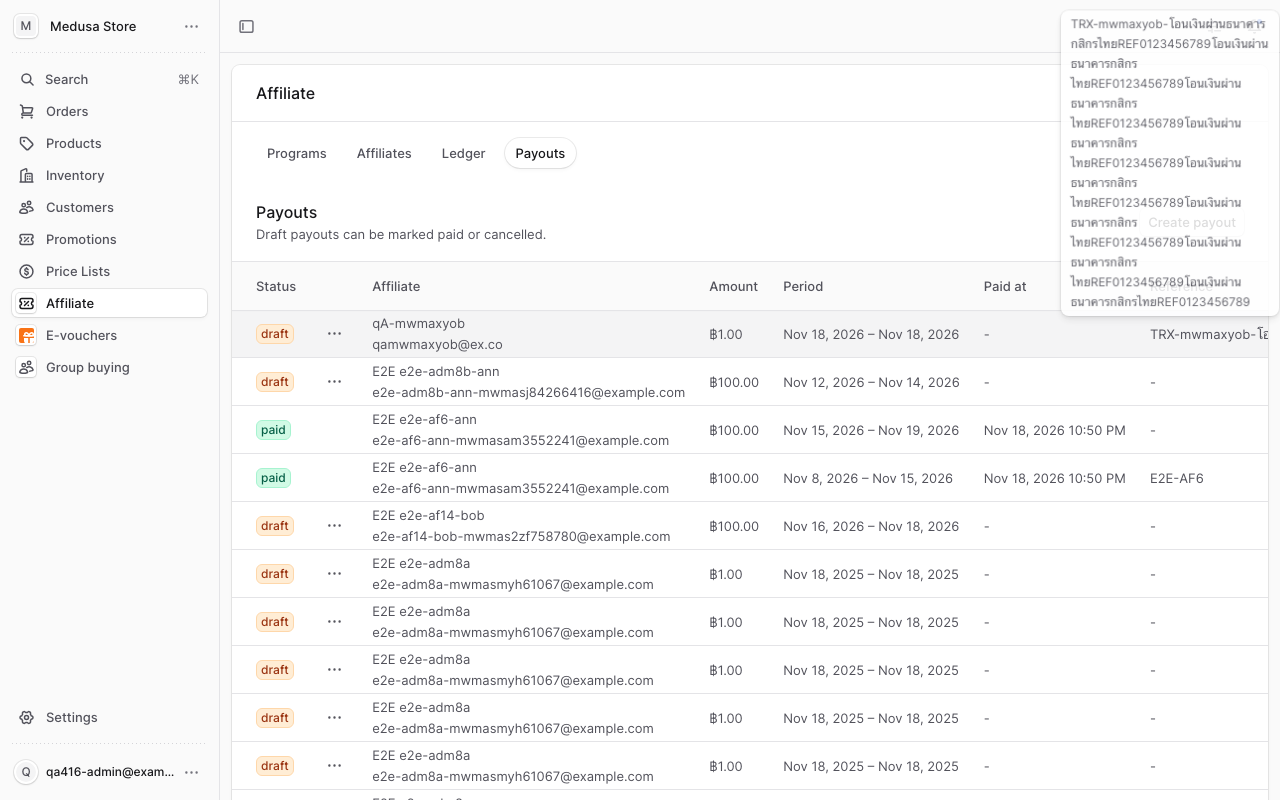 M Medusa Store
Search ⌘K
Orders
Products
Inventory
Customers
Promotions
Price Lists
Affiliate
E-vouchers
Group buying
Settings
Q qa416-admin@exam...
Affiliate
Programs Affiliates Ledger Payouts
Payouts
Draft payouts can be marked paid or cancelled.
Create payout
TRX-mwmaxyob-โอนเงินผ่านธนาคาร
กสิกรไทยREF0123456789โอนเงินผ่าน
ธนาคารกสิกร
ไทยREF0123456789โอนเงินผ่าน
ธนาคารกสิกร
ไทยREF0123456789โอนเงินผ่าน
ธนาคารกสิกร
ไทยREF0123456789โอนเงินผ่าน
ธนาคารกสิกร
ไทยREF0123456789โอนเงินผ่าน
ธนาคารกสิกร
ไทยREF0123456789โอนเงินผ่าน
ธนาคารกสิกร
ไทยREF0123456789โอนเงินผ่าน
ธนาคารกสิกรไทยREF0123456789
Status Affiliate Amount Period Paid at
draft qA-mwmaxyob ฿1.00 Nov 18, 2026 – Nov 18, 2026 - TRX-mwmaxyob-โอ
qamwmaxyob@ex.co
draft E2E e2e-adm8b-ann ฿100.00 Nov 12, 2026 – Nov 14, 2026 - -
e2e-adm8b-ann-mwmasj84266416@example.com
paid E2E e2e-af6-ann ฿100.00 Nov 15, 2026 – Nov 19, 2026 Nov 18, 2026 10:50 PM -
e2e-af6-ann-mwmasam3552241@example.com
paid E2E e2e-af6-ann ฿100.00 Nov 8, 2026 – Nov 15, 2026 Nov 18, 2026 10:50 PM E2E-AF6
e2e-af6-ann-mwmasam3552241@example.com
draft E2E e2e-af14-bob ฿100.00 Nov 16, 2026 – Nov 18, 2026 - -
e2e-af14-bob-mwmas2zf758780@example.com
draft E2E e2e-adm8a ฿1.00 Nov 18, 2025 – Nov 18, 2025 - -
e2e-adm8a-mwmasmyh61067@example.com
draft E2E e2e-adm8a ฿1.00 Nov 18, 2025 – Nov 18, 2025 - -
e2e-adm8a-mwmasmyh61067@example.com
draft E2E e2e-adm8a ฿1.00 Nov 18, 2025 – Nov 18, 2025 - -
e2e-adm8a-mwmasmyh61067@example.com
draft E2E e2e-adm8a ฿1.00 Nov 18, 2025 – Nov 18, 2025 - -
e2e-adm8a-mwmasmyh61067@example.com
draft E2E e2e-adm8a ฿1.00 Nov 18, 2025 – Nov 18, 2025 - -
e2e-adm8a-mwmasmyh61067@example.com